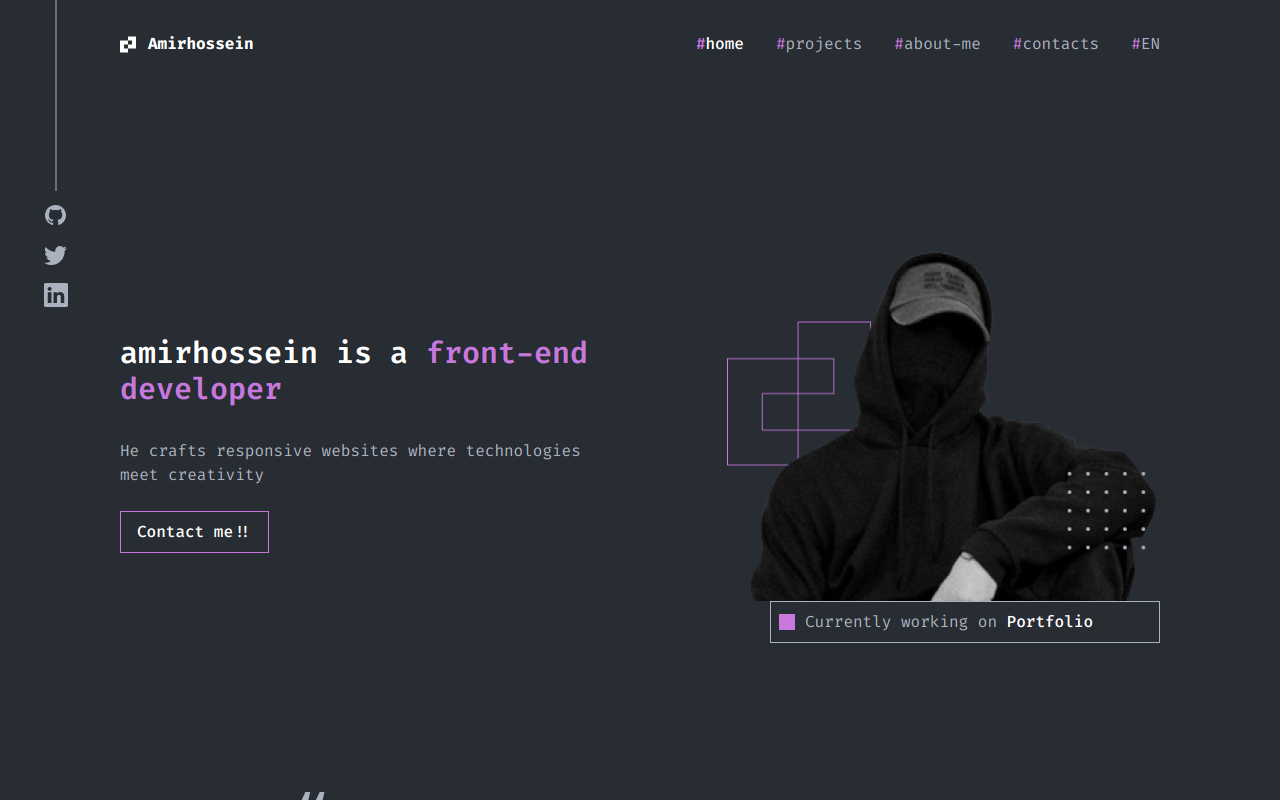 Amirhossein
#home #projects #about-me #contacts #EN
amirhossein is a front-end
developer
He crafts responsive websites where technologies
meet creativity
Contact me!!
Currently working on Portfolio